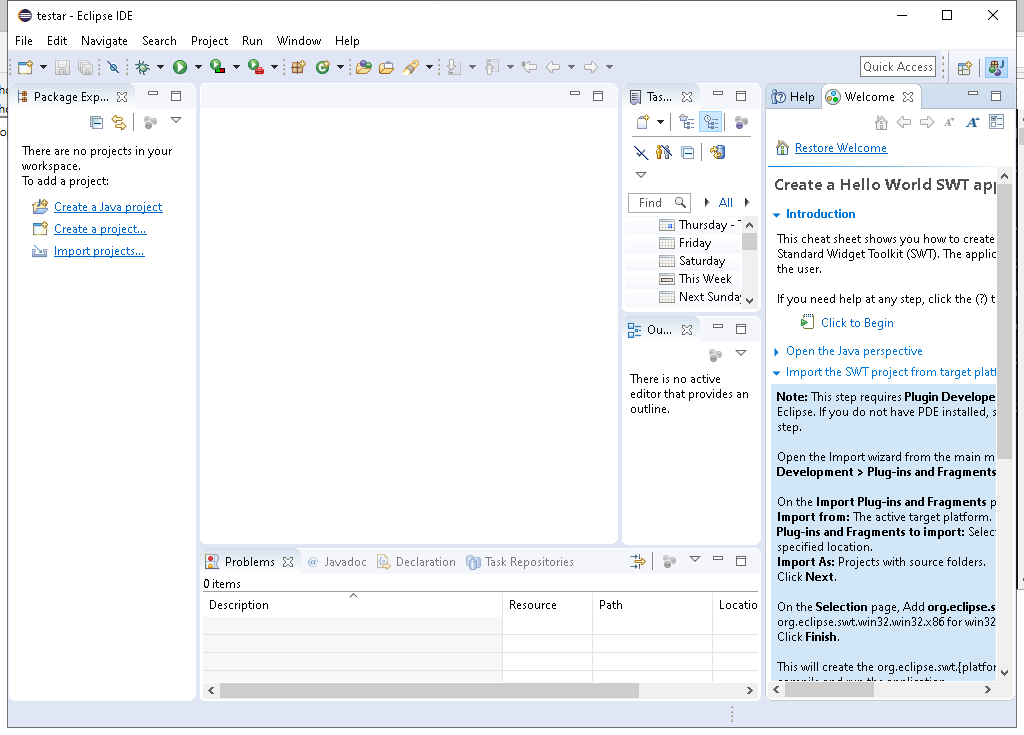 testar - Eclipse IDE
File Edit Navigate Search Project Run Window Help
Quick Access
Package Exp...
There are no projects in your
workspace.
To add a project:
Create a Java project
Create a project...
Import projects...
Tas...
Find
All
Thursday -
Friday
Saturday
This Week
Next Sunday
Ou...
There is no active
editor that provides an
outline.
Help
Welcome
Restore Welcome
Create a Hello World SWT app
Introduction
This cheat sheet shows you how to create
Standard Widget Toolkit (SWT). The applic
the user.
If you need help at any step, click the (?) t
Click to Begin
Open the Java perspective
Import the SWT project from target platf
Note: This step requires Plugin Develope
Eclipse. If you do not have PDE installed, s
step.
Open the Import wizard from the main m
Development > Plug-ins and Fragments
On the Import Plug-ins and Fragments p
Import from: The active target platform.
Plug-ins and Fragments to import: Selec
specified location.
Import As: Projects with source folders.
Click Next.
On the Selection page, Add org.eclipse.s
org.eclipse.swt.win32.win32.x86 for win32
Click Finish.
This will create the org.eclipse.swt.{platfor
compile and run the application.
Problems
@ Javadoc
Declaration
Task Repositories
0 items
Description Resource Path Locatio